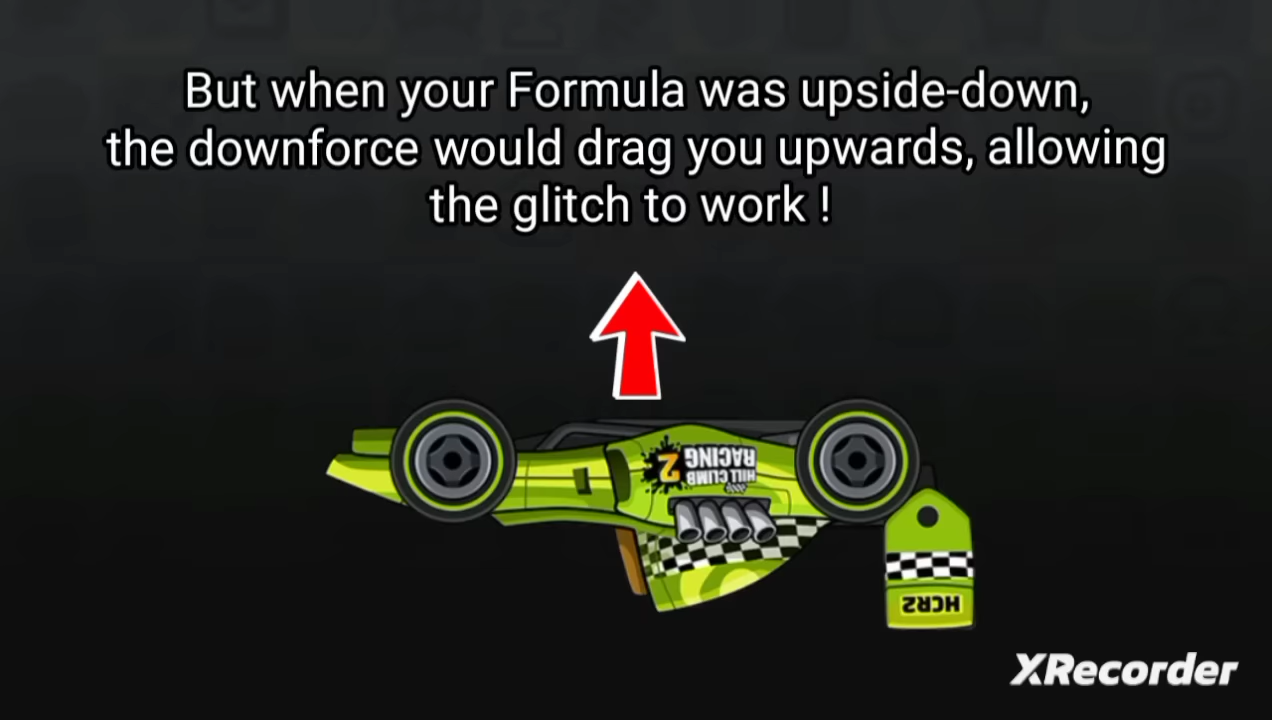 But when your Formula was upside-down,
the downforce would drag you upwards, allowing
the glitch to work !
2
RACING
HILL CLIMB
HCR2
XRecorder